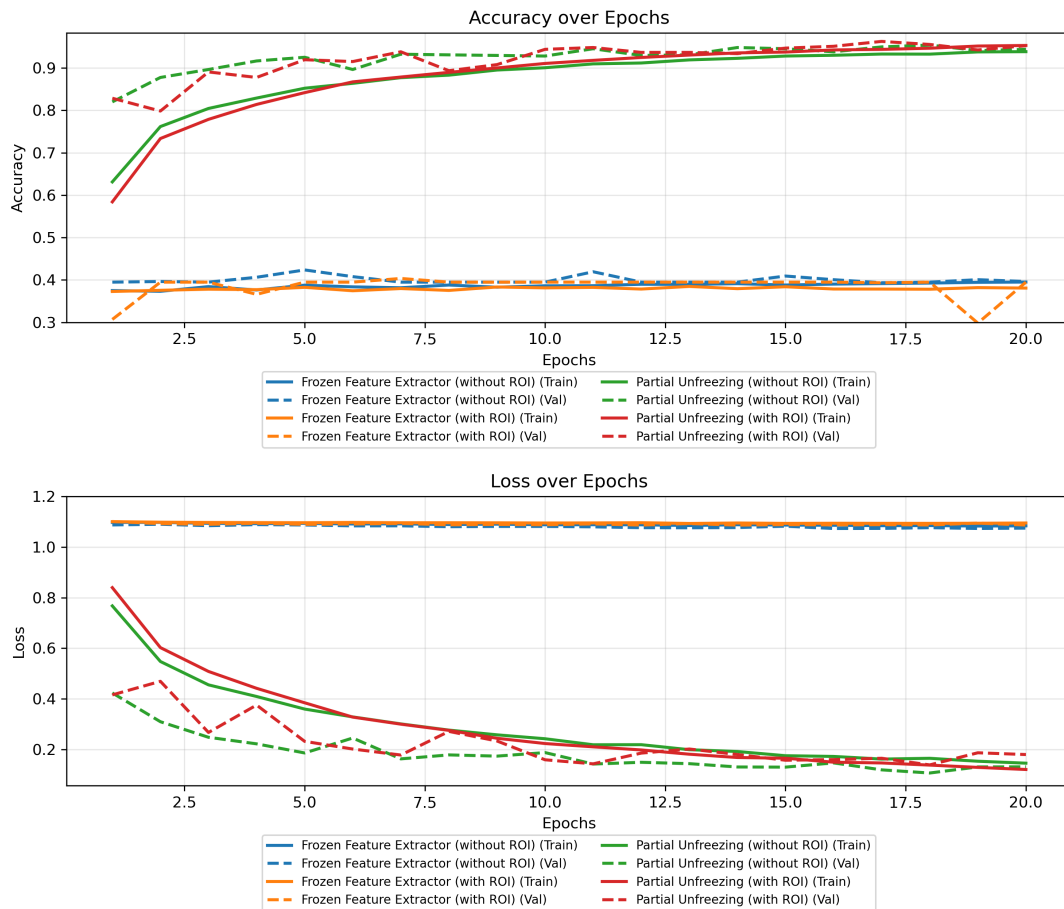 Accuracy over Epochs
Accuracy
0.9
0.8
0.7
0.6
0.5
0.4
0.3
2.5 5.0 7.5 10.0 12.5 15.0 17.5 20.0
Epochs
Frozen Feature Extractor (without ROI) (Train)
Frozen Feature Extractor (without ROI) (Val)
Frozen Feature Extractor (with ROI) (Train)
Frozen Feature Extractor (with ROI) (Val)
Partial Unfreezing (without ROI) (Train)
Partial Unfreezing (without ROI) (Val)
Partial Unfreezing (with ROI) (Train)
Partial Unfreezing (with ROI) (Val)
Loss over Epochs
Loss
1.2
1.0
0.8
0.6
0.4
0.2
2.5 5.0 7.5 10.0 12.5 15.0 17.5 20.0
Epochs
Frozen Feature Extractor (without ROI) (Train)
Frozen Feature Extractor (without ROI) (Val)
Frozen Feature Extractor (with ROI) (Train)
Frozen Feature Extractor (with ROI) (Val)
Partial Unfreezing (without ROI) (Train)
Partial Unfreezing (without ROI) (Val)
Partial Unfreezing (with ROI) (Train)
Partial Unfreezing (with ROI) (Val)